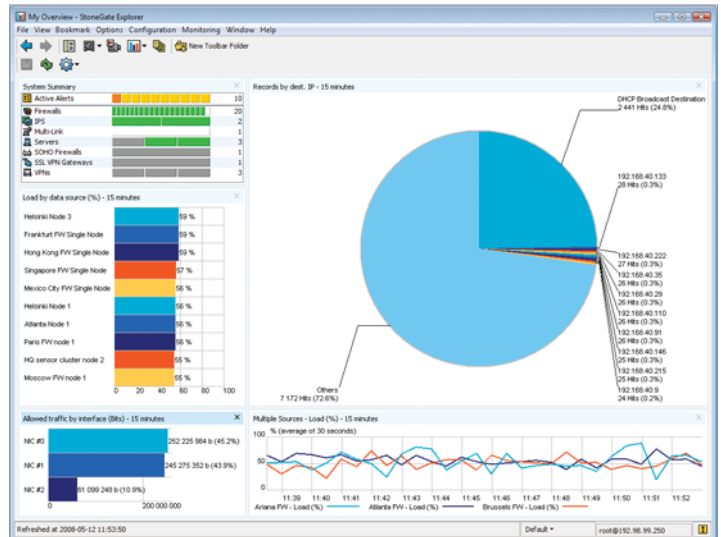 My Overview - StoneGate Explorer
File View Bookmark Options Configuration Monitoring Window Help
New Toolbar Folder
System Summary
Active Alerts 10
Firewalls 20
IPS 2
Multi-Link 1
Servers 3
SOHO Firewalls 1
SSL VPN Gateways 1
VPNs 3
Load by data source (%) - 15 minutes
Helsinki Node 3 59 %
Frankfurt FW Single Node 59 %
Hong Kong FW Single Node 59 %
Singapore FW Single Node 57 %
Mexico City FW Single Node 56 %
Helsinki Node 1 56 %
Atlanta Node 1 56 %
Paris FW node 1 56 %
HQ sensor cluster node 2 55 %
Moscow FW node 1 55 %
0 20 40 60 80 100
Allowed traffic by interface (Bits) - 15 minutes
NIC #0 252 225 984 b (45.2%)
NIC #1 245 275 352 b (43.9%)
NIC #2 61 099 248 b (10.9%)
0 200 000 000
Records by dest. IP - 15 minutes
DHCP Broadcast Destination
2 441 Hits (24.8%)
192.168.40.133
28 Hits (0.3%)
192.168.40.222
27 Hits (0.3%)
192.168.40.35
26 Hits (0.3%)
192.168.40.29
26 Hits (0.3%)
192.168.40.110
26 Hits (0.3%)
192.168.40.91
26 Hits (0.3%)
192.168.40.146
25 Hits (0.3%)
192.168.40.215
25 Hits (0.3%)
192.168.40.9
24 Hits (0.2%)
Others
7 172 Hits (72.6%)
Multiple Sources - Load (%) - 15 minutes
% (average of 30 seconds)
100
50
0
11:39 11:40 11:41 11:42 11:43 11:44 11:45 11:46 11:47 11:48 11:49 11:50 11:51 11:52
Ariana FW - Load (%) Atlanta FW - Load (%) Brussels FW - Load (%)
Refreshed at 2008-05-12 11:53:50
Default
root@192.98.99.250